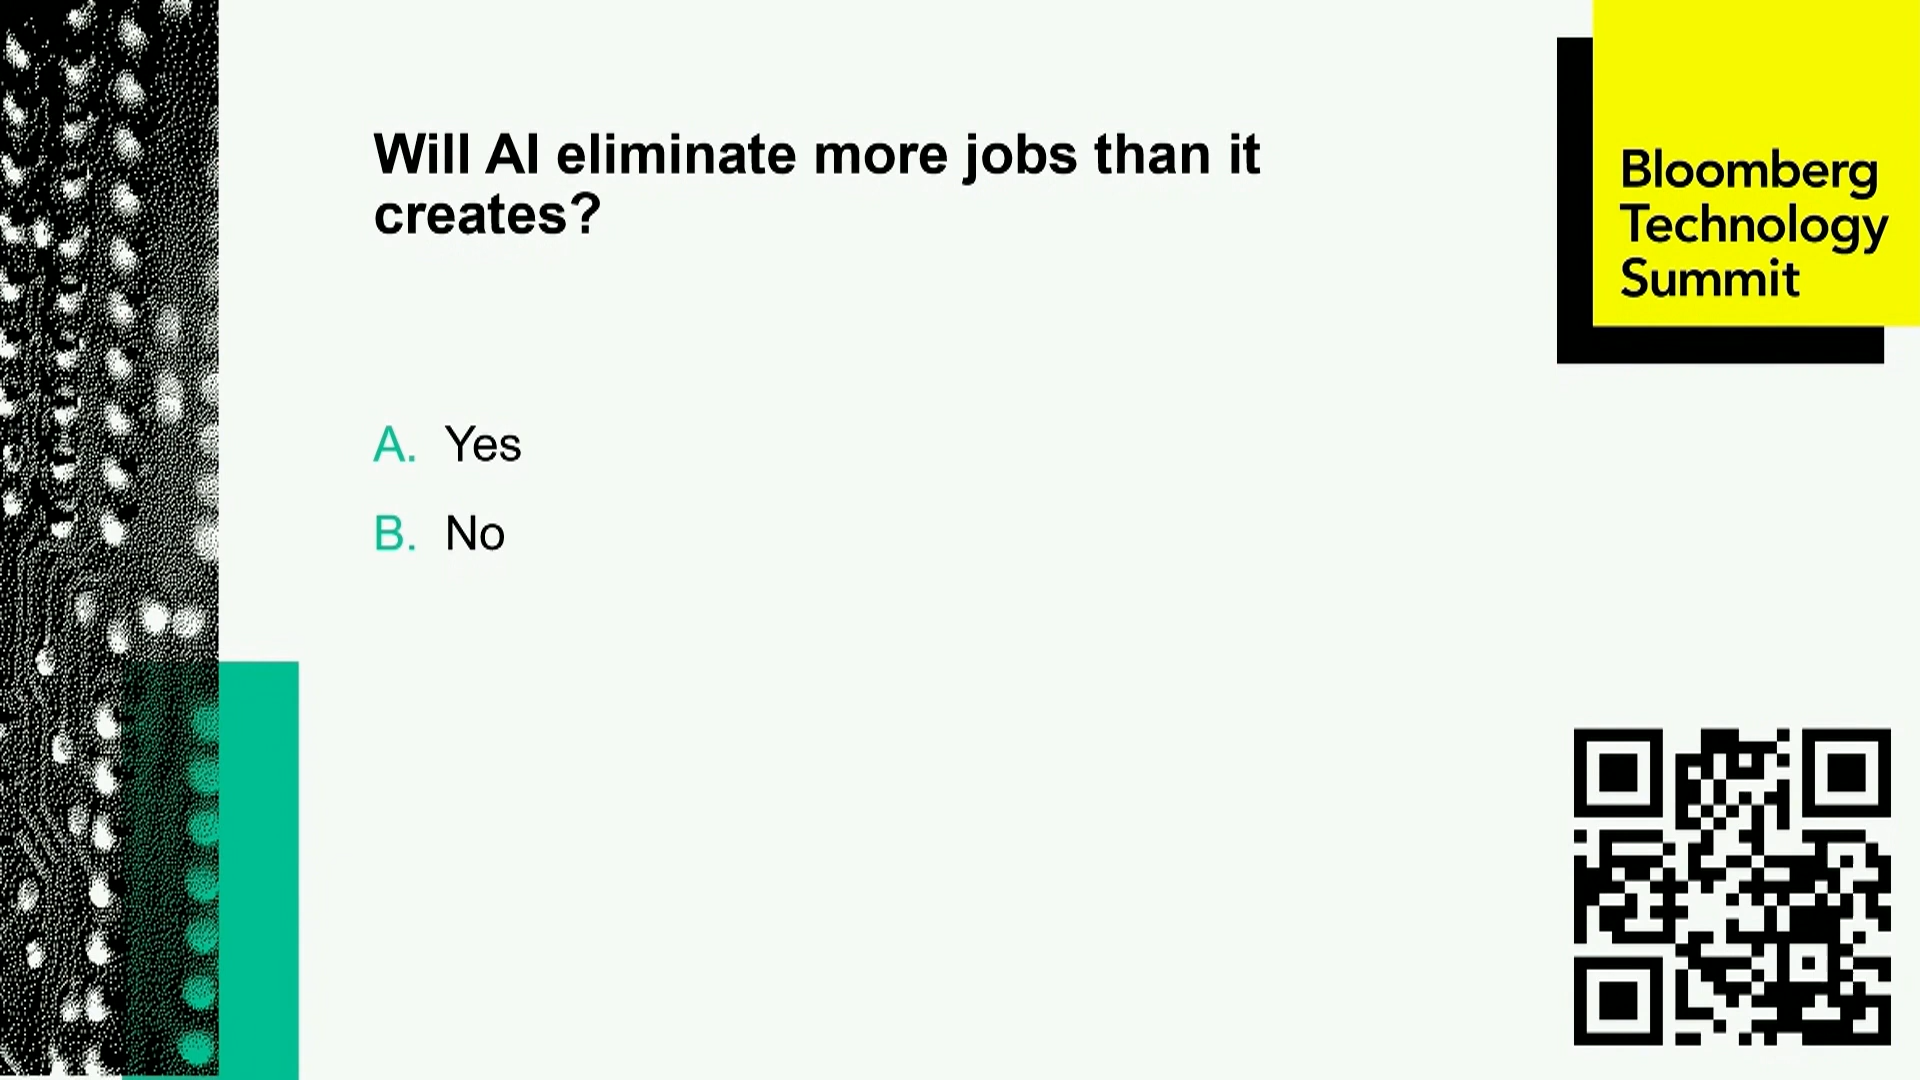 Will AI eliminate more jobs than it
creates?
A. Yes
B. No
Bloomberg
Technology
Summit